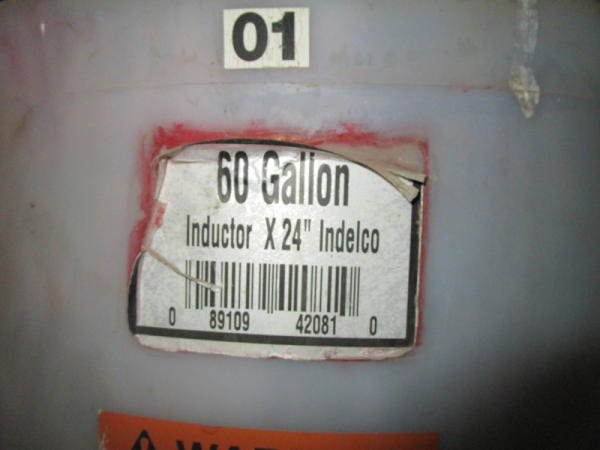 01
60 Gallon
Inductor X 24" Indelco
0 89109 42081 0